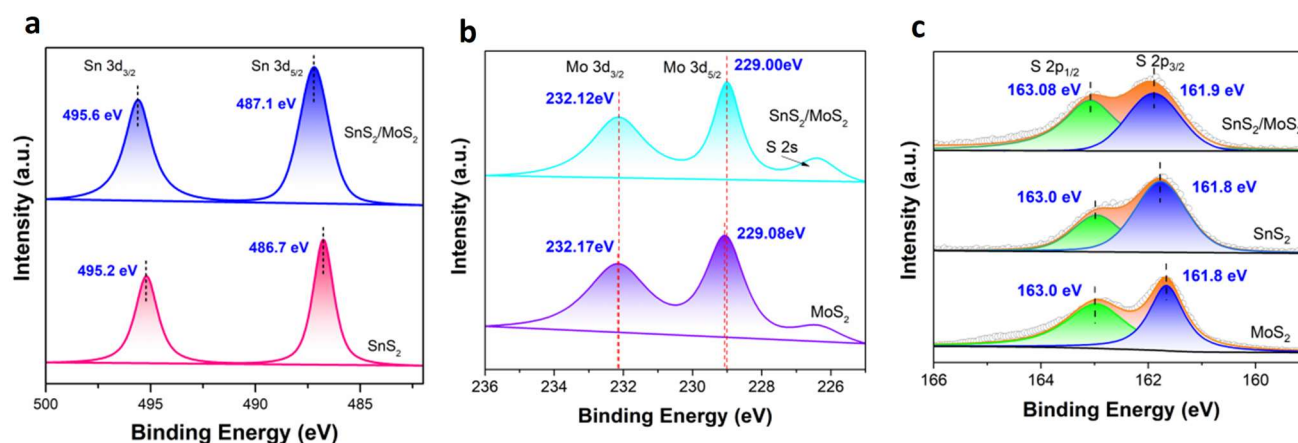 a
Sn 3d3/2
Sn 3d5/2
487.1 eV
495.6 eV
SnS2/MoS2
486.7 eV
495.2 eV
SnS2
Intensity (a.u.)
500 495 490 485
Binding Energy (eV)
b
Mo 3d3/2
Mo 3d5/2
229.00eV
232.12eV
SnS2/MoS2
S 2s
232.17eV
229.08eV
MoS2
Intensity (a.u.)
236 234 232 230 228 226
Binding Energy (eV)
c
S 2p1/2
S 2p3/2
163.08 eV
161.9 eV
SnS2/MoS2
163.0 eV
161.8 eV
SnS2
163.0 eV
161.8 eV
MoS2
Intensity (a.u.)
166 164 162 160
Binding Energy (eV)